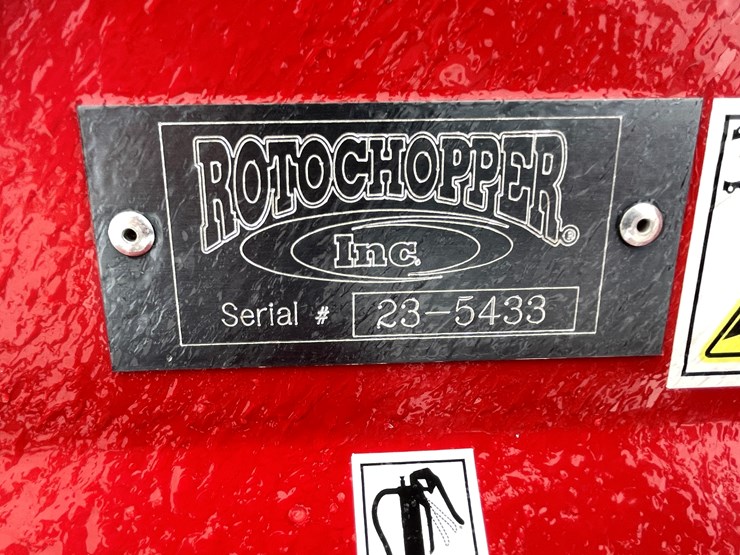 ROTOCHOPPER®
Inc.
Serial # 23-5433